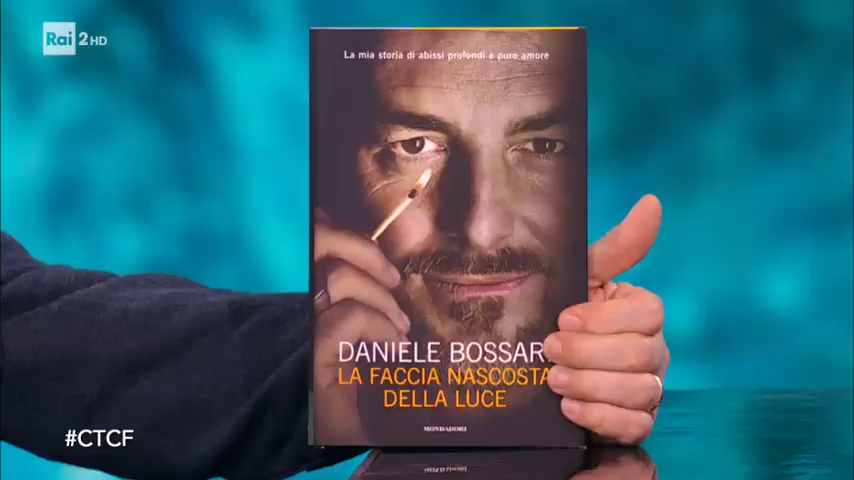 Rai 2HD
La mia storia di abissi profondi e puro amore
DANIELE BOSSAR
LA FACCIA NASCOSTA
DELLA LUCE
MONDADORI
#CTCF